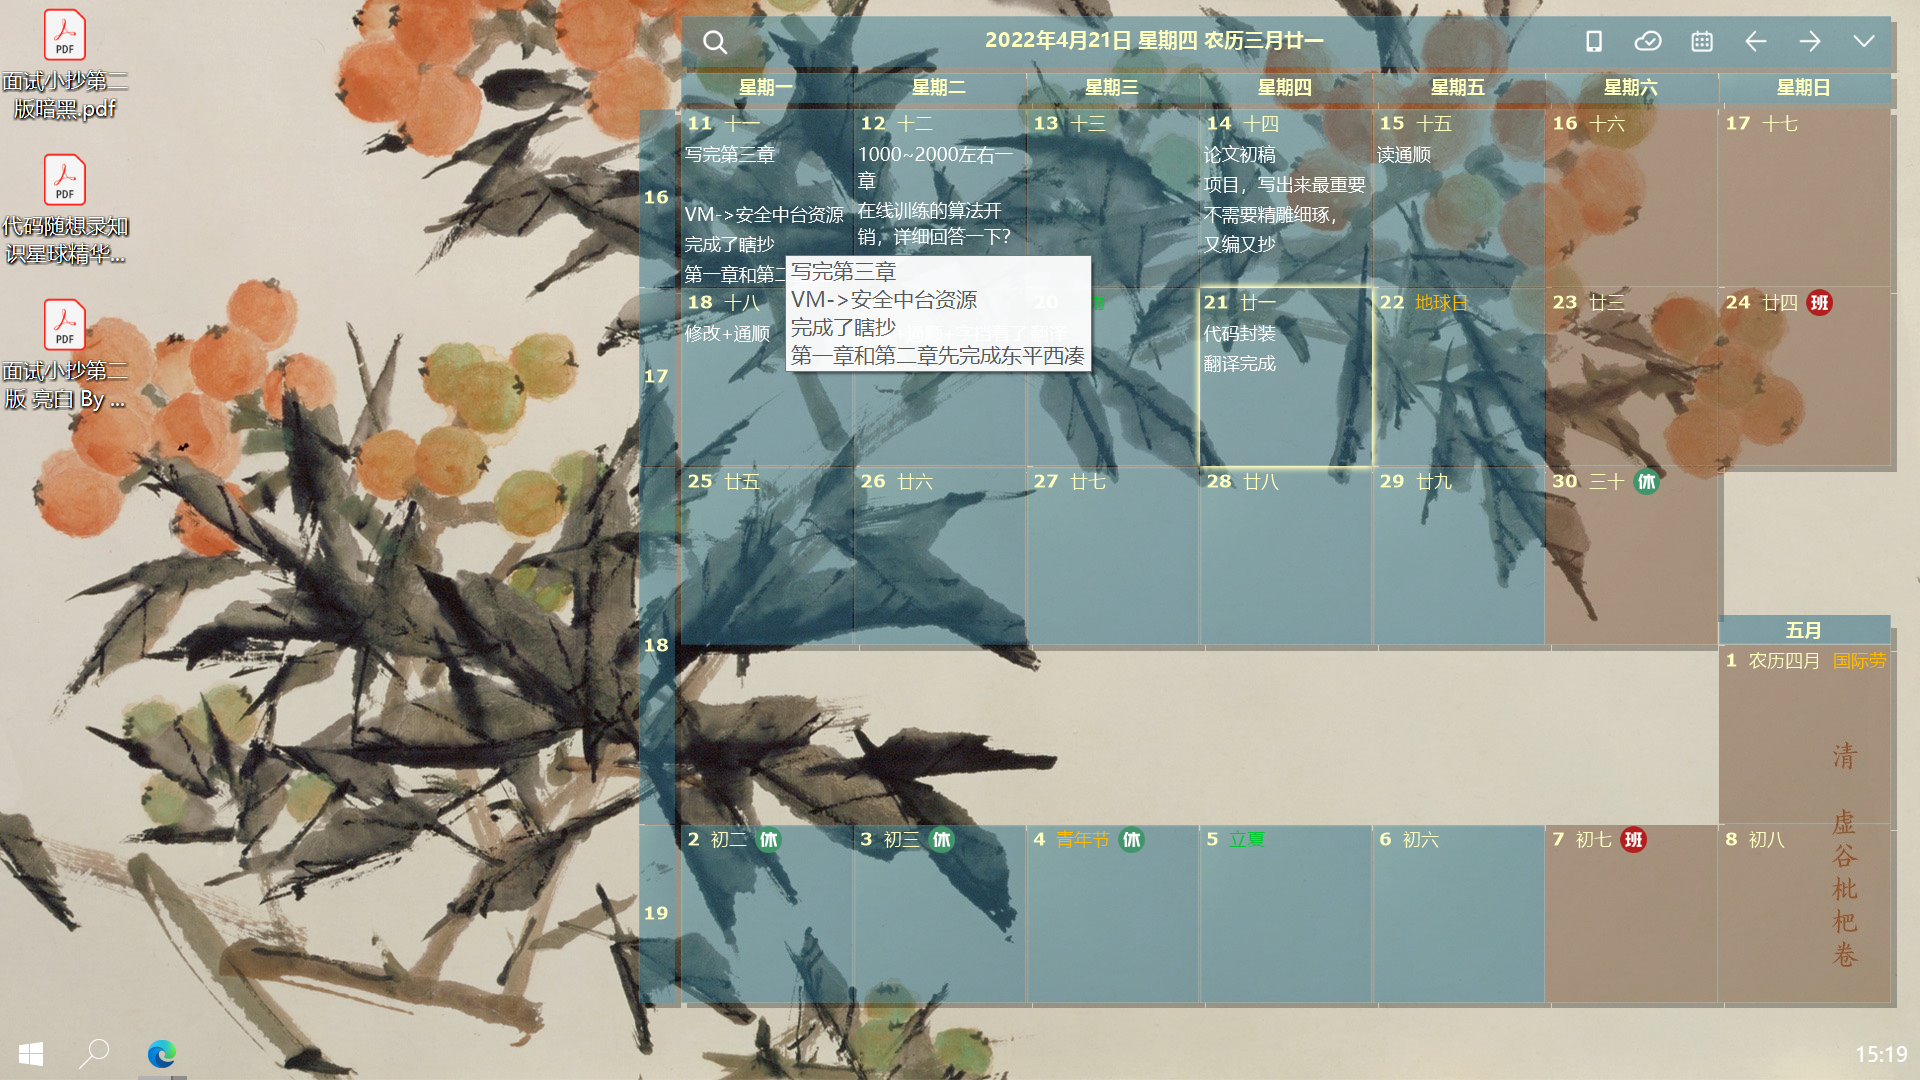 面试小抄第二
版暗黑.pdf
代码随想录知
识星球精华...
面试小抄第二
版 亮白 By ...
2022年4月21日 星期四 农历三月廿一
星期一 星期二 星期三 星期四 星期五 星期六 星期日
16
11 十一
写完第三章
VM->安全中台资源
完成了瞎抄
第一章和第二
12 十二
1000~2000左右一
章
在线训练的算法开
销，详细回答一下?
13 十三
14 十四
论文初稿
项目，写出来最重要
不需要精雕细琢，
又编又抄
15 十五
读通顺
16 十六
17 十七
写完第三章
VM->安全中台资源
完成了瞎抄
第一章和第二章先完成东平西凑
17
18 十八
修改+通顺
20
21 廿一
代码封装
翻译完成
22 地球日
23 廿三
24 廿四 班
18
25 廿五
26 廿六
27 廿七
28 廿八
29 廿九
30 三十 休
五月
1 农历四月 国际劳
19
2 初二 休
3 初三 休
4 青年节 休
5 立夏
6 初六
7 初七 班
8 初八
清 虚谷枇杷卷
15:19